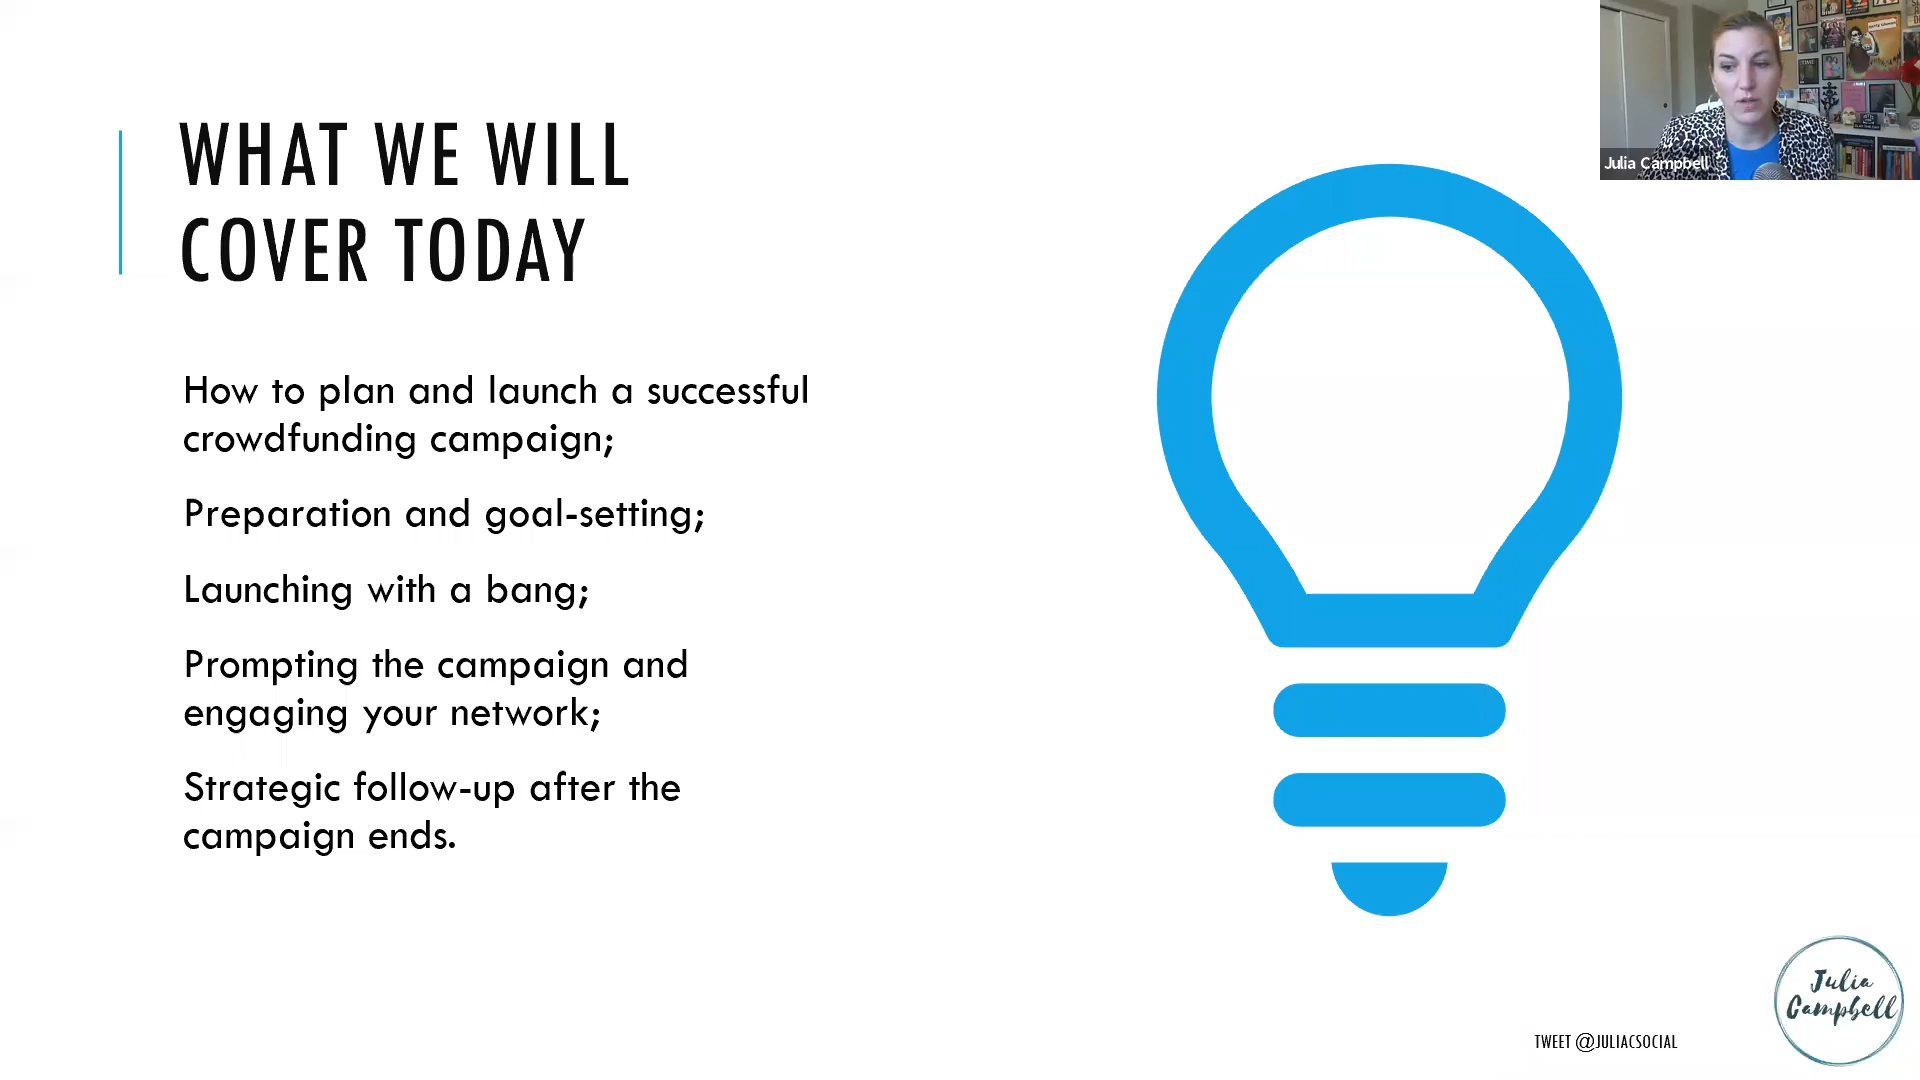 WHAT WE WILL
COVER TODAY
How to plan and launch a successful
crowdfunding campaign;
Preparation and goal-setting;
Launching with a bang;
Prompting the campaign and
engaging your network;
Strategic follow-up after the
campaign ends.
Julia Campbell
TWEET @JULIACSOCIAL
Julia
Campbell